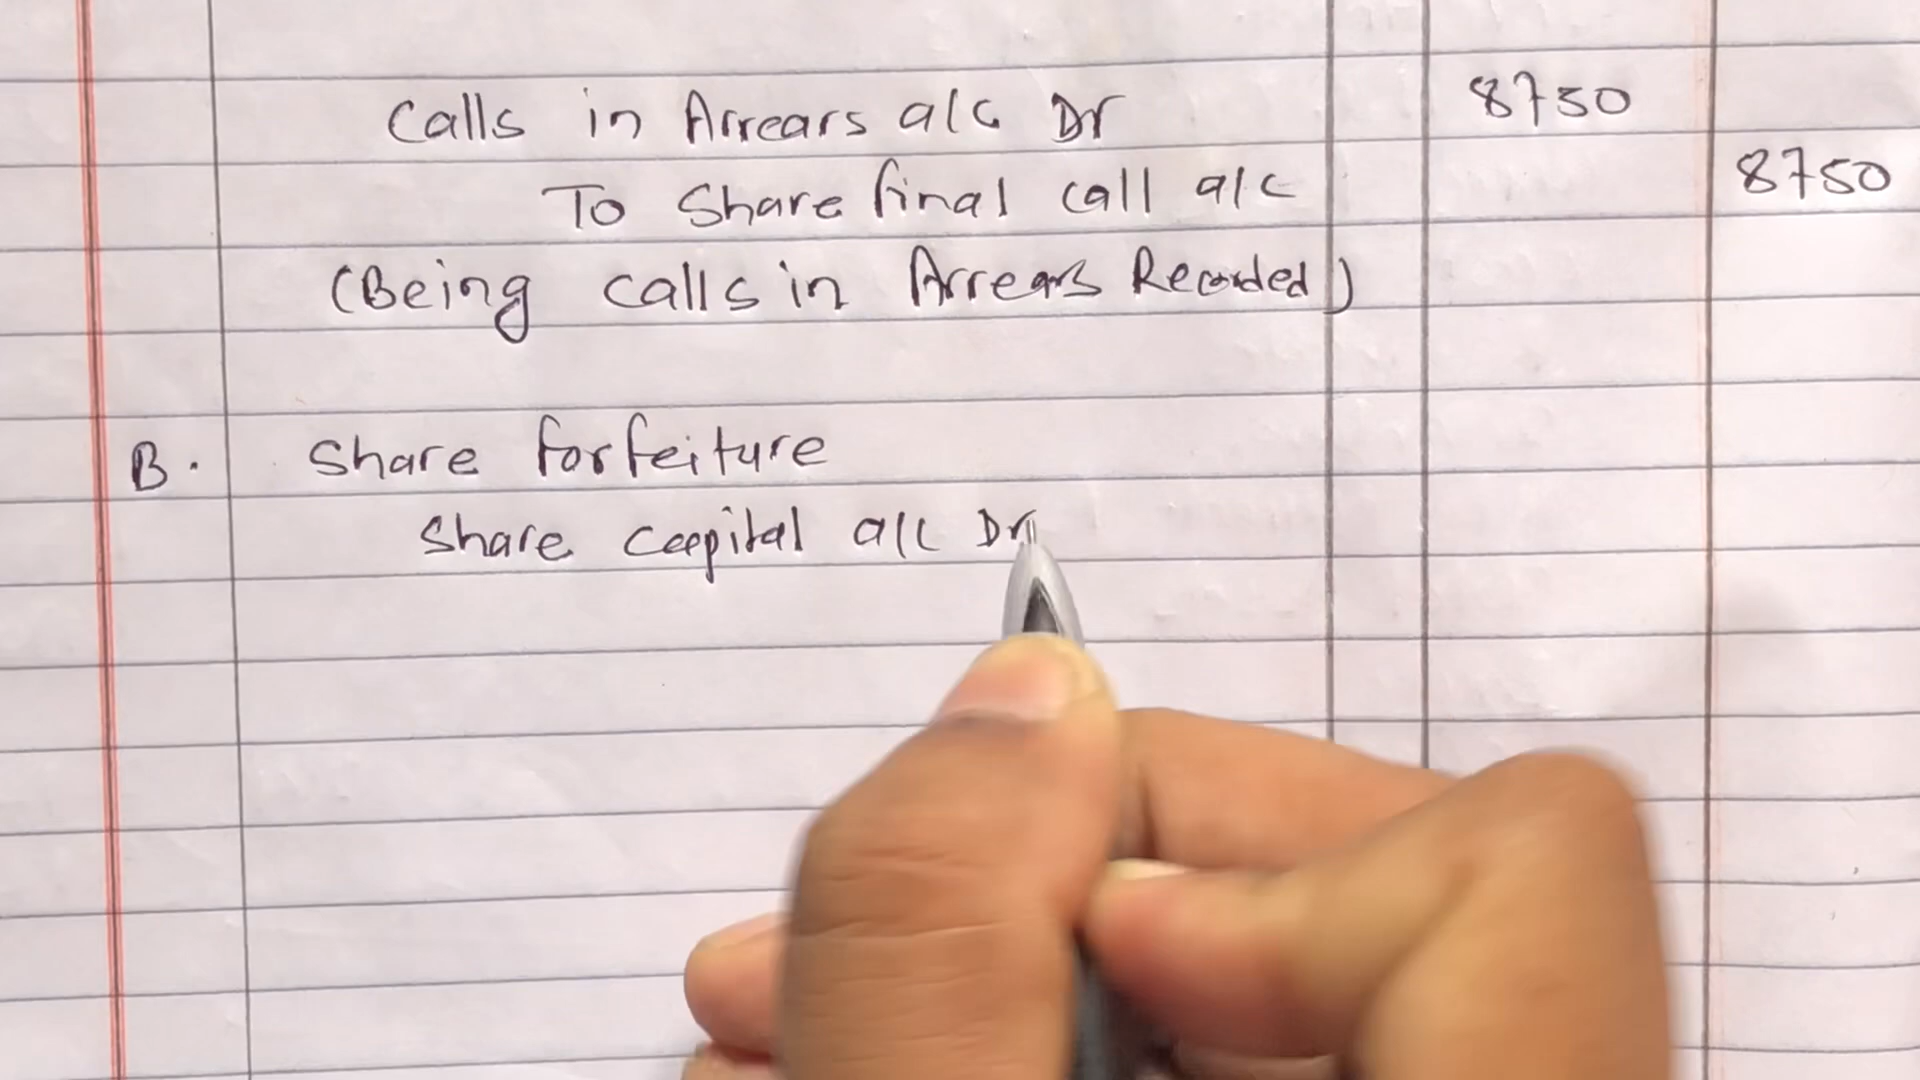 Calls in Arrears a/c Dr 8750
To Share final call a/c 8750
(Being calls in Arrears Recorded)
B. Share forfeiture
Share Capital a/c Dr